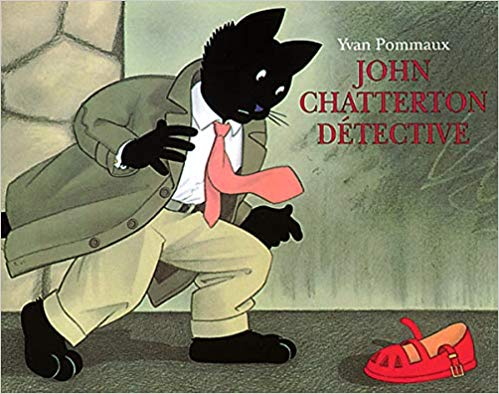 Yvan Pommaux
JOHN
CHATTERTON
DÉTECTIVE